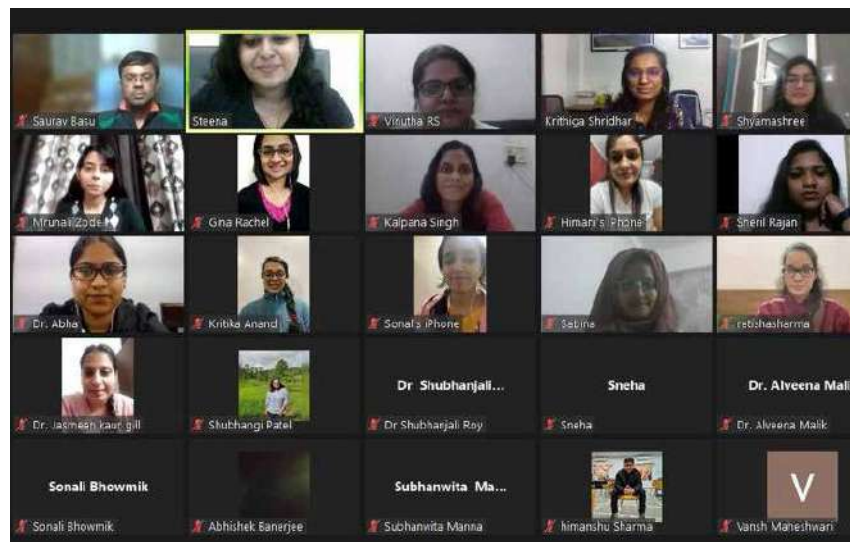 Saurav Basu
Steena
Vinutha RS
Krithiga Shridhar
Shyamashree
Mrunali Zode
Gina Rachel
Kalpana Singh
Himani's iPhone
Sheril Rajan
Dr. Abha
Kritika Anand
Sonal's iPhone
Sabina
retishasharma
Dr Shubhanjali...
Sneha
Dr. Alveena Mali
Dr. Jasmeen kaur gill
Shubhangi Patel
Dr Shubhanjali Roy
Sneha
Dr. Alveena Malik
Sonali Bhowmik
Subhanwita Ma...
V
Sonali Bhowmik
Abhishek Banerjee
Subhanwita Manna
himanshu Sharma
Vansh Maheshwari